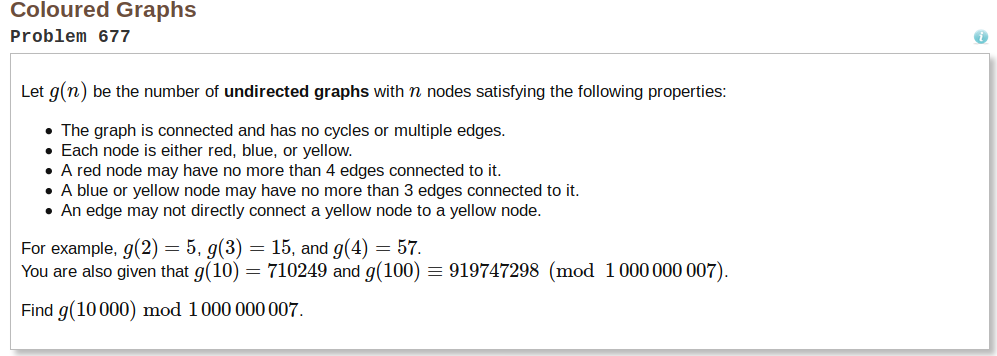 Coloured Graphs
Problem 677
i
Let g(n) be the number of undirected graphs with n nodes satisfying the following properties:
• The graph is connected and has no cycles or multiple edges.
• Each node is either red, blue, or yellow.
• A red node may have no more than 4 edges connected to it.
• A blue or yellow node may have no more than 3 edges connected to it.
• An edge may not directly connect a yellow node to a yellow node.
For example, g(2) = 5, g(3) = 15, and g(4) = 57.
You are also given that g(10) = 710249 and g(100) ≡ 919747298 (mod 1 000 000 007).
Find g(10 000) mod 1 000 000 007.